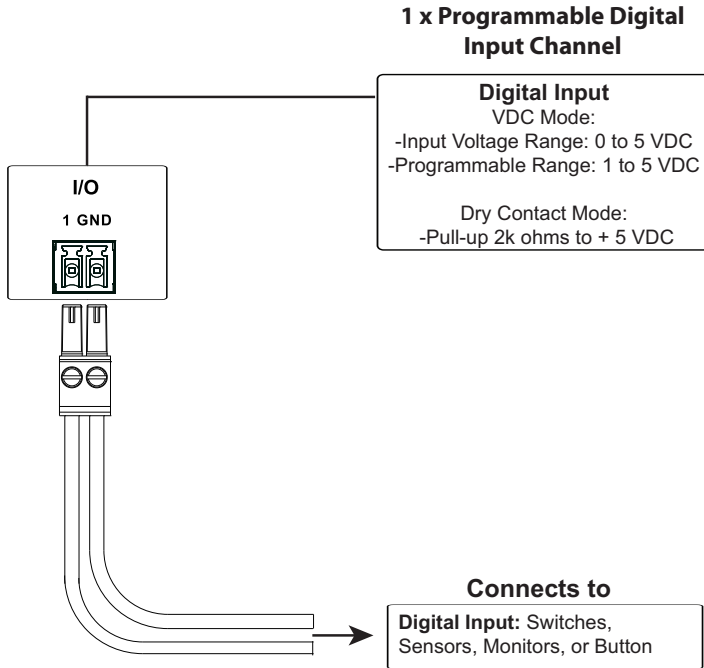 1 x Programmable Digital
Input Channel
Digital Input
VDC Mode:
-Input Voltage Range: 0 to 5 VDC
-Programmable Range: 1 to 5 VDC
Dry Contact Mode:
-Pull-up 2k ohms to + 5 VDC
I/O
1 GND
Connects to
Digital Input: Switches,
Sensors, Monitors, or Button